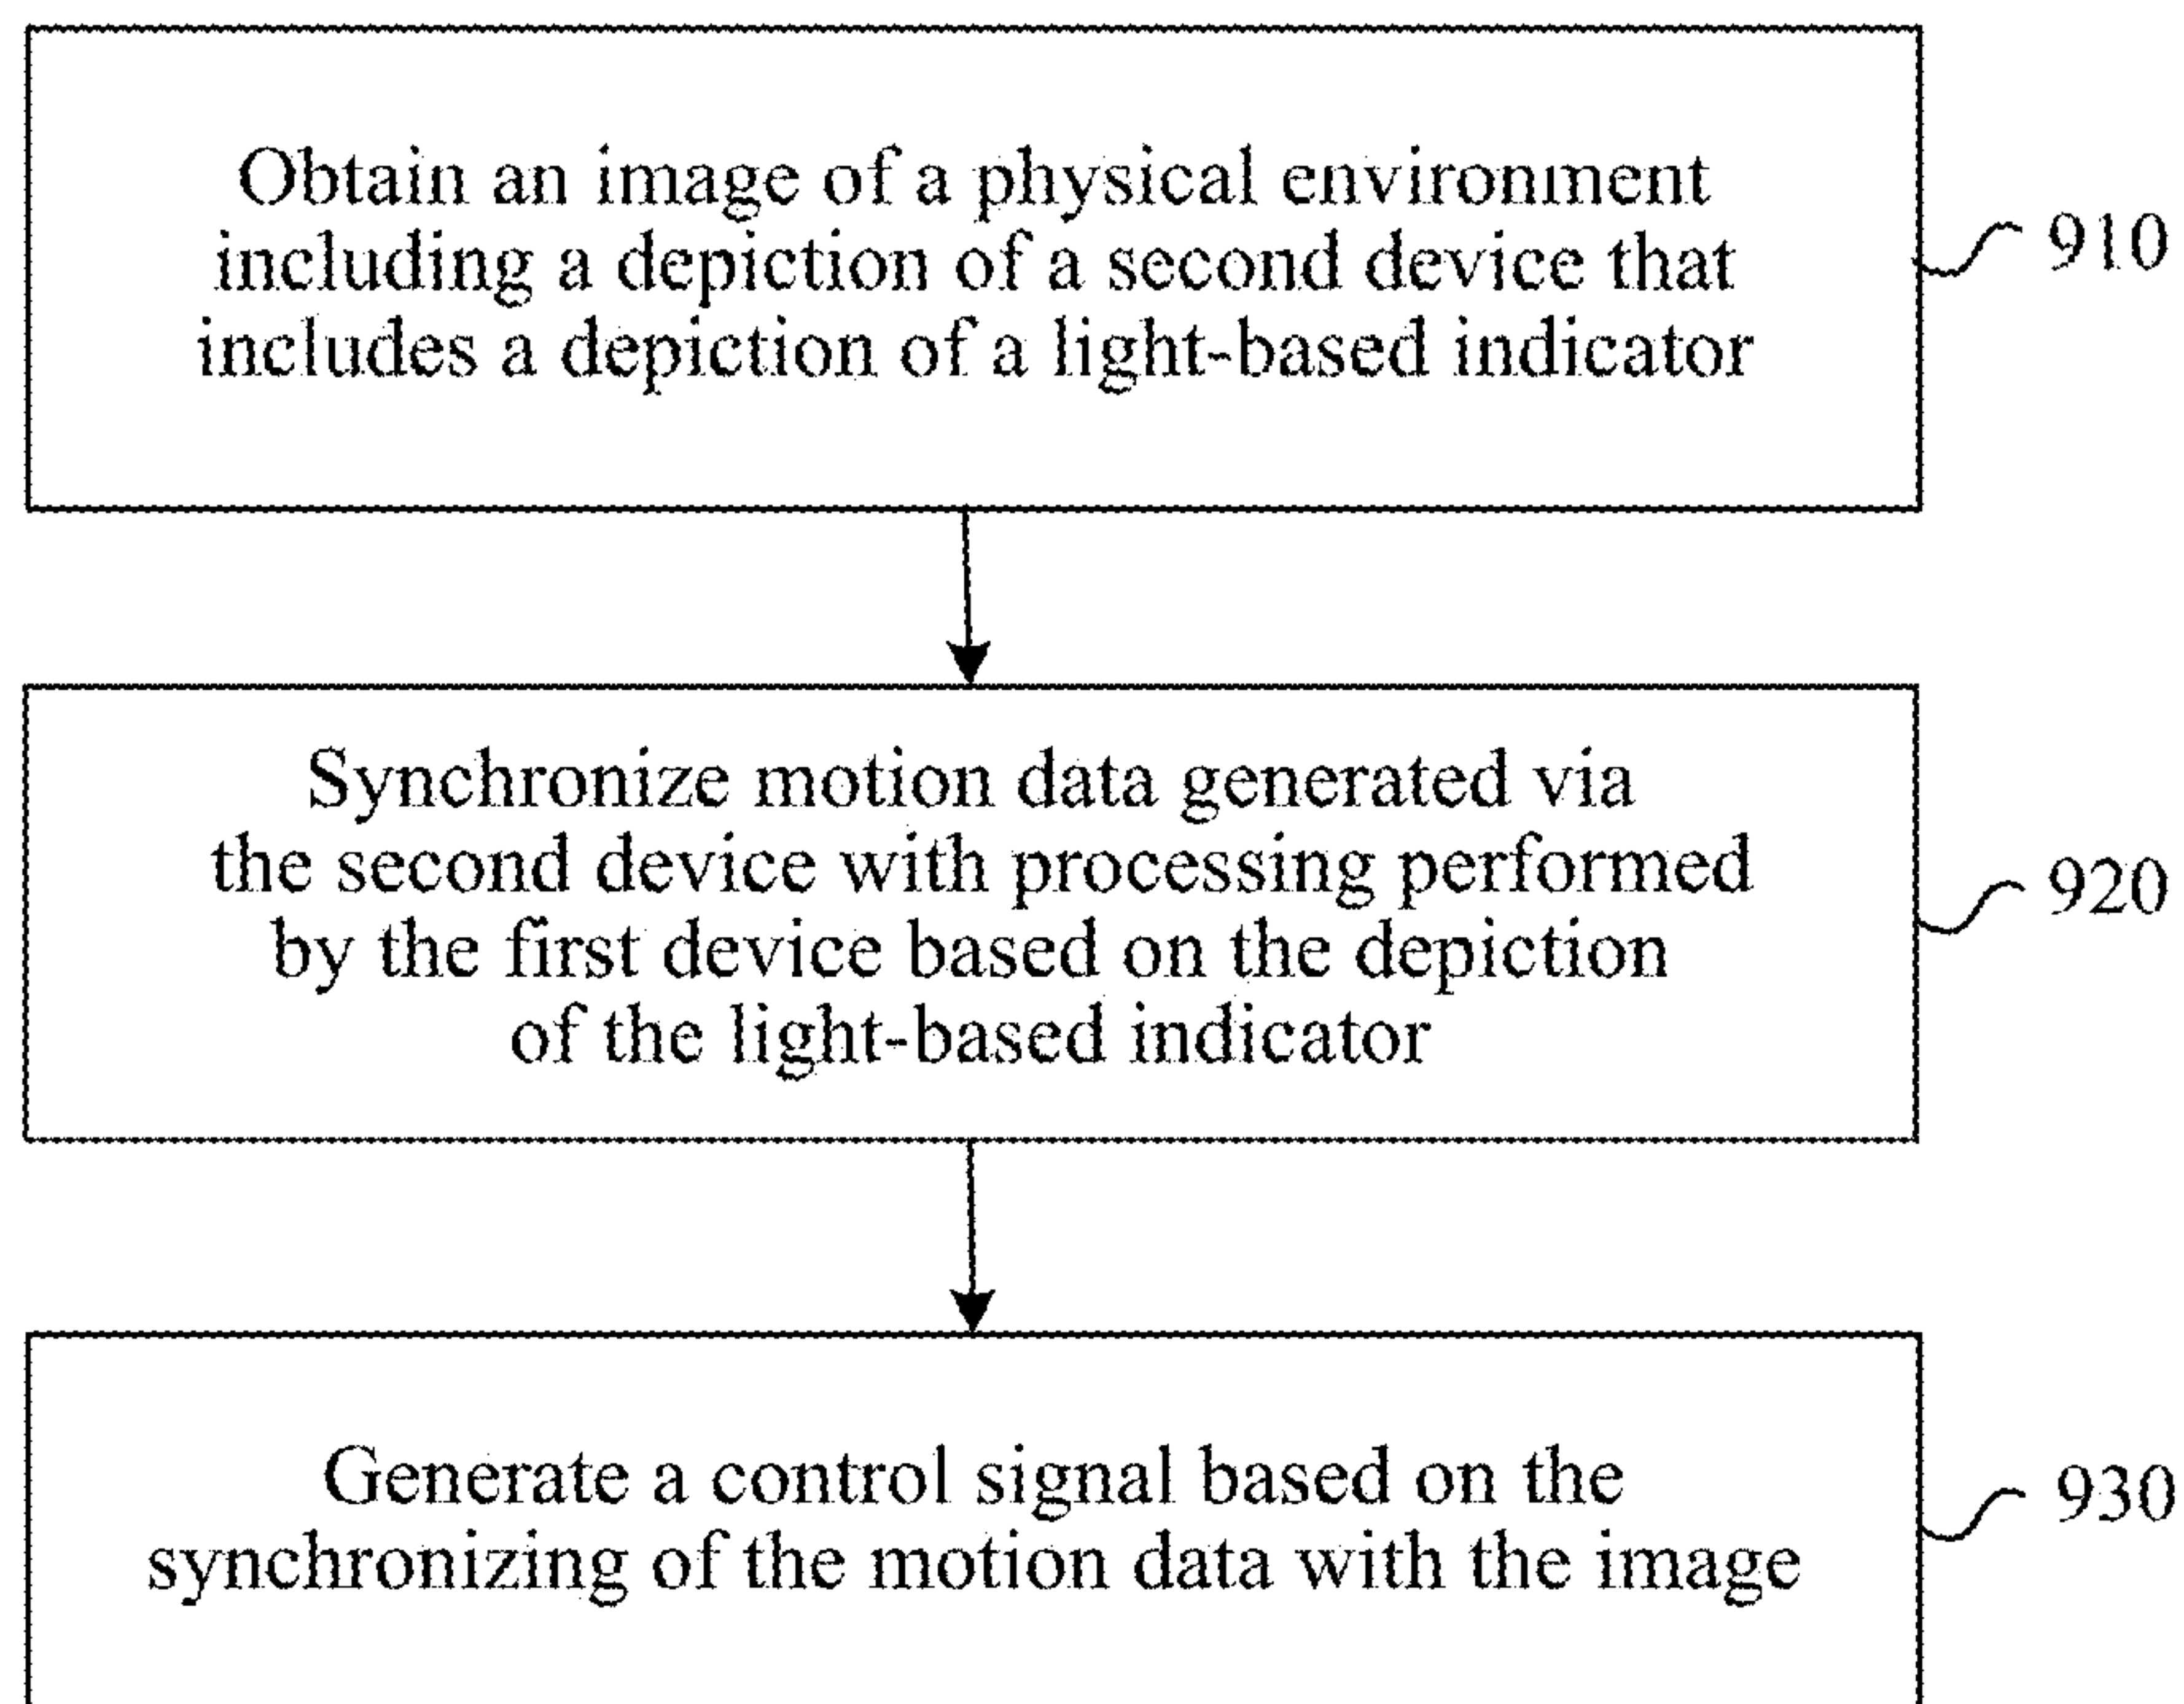 Obtain an image of a physical environment
including a depiction of a second device that
includes a depiction of a light-based indicator
910
Synchronize motion data generated via
the second device with processing performed
by the first device based on the depiction
of the light-based indicator
920
Generate a control signal based on the
synchronizing of the motion data with the image
930